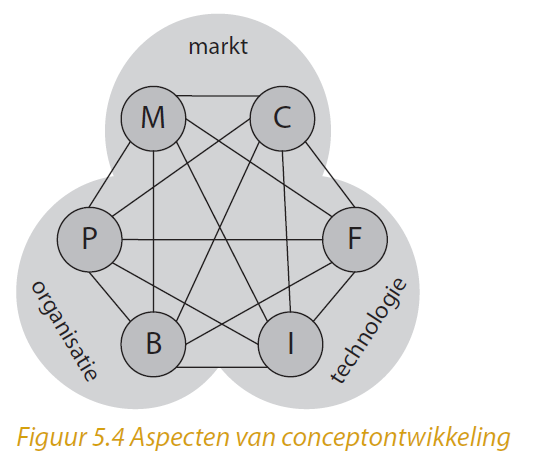 markt
M C
P F
organisatie
technologie
B I
Figuur 5.4 Aspecten van conceptontwikkeling